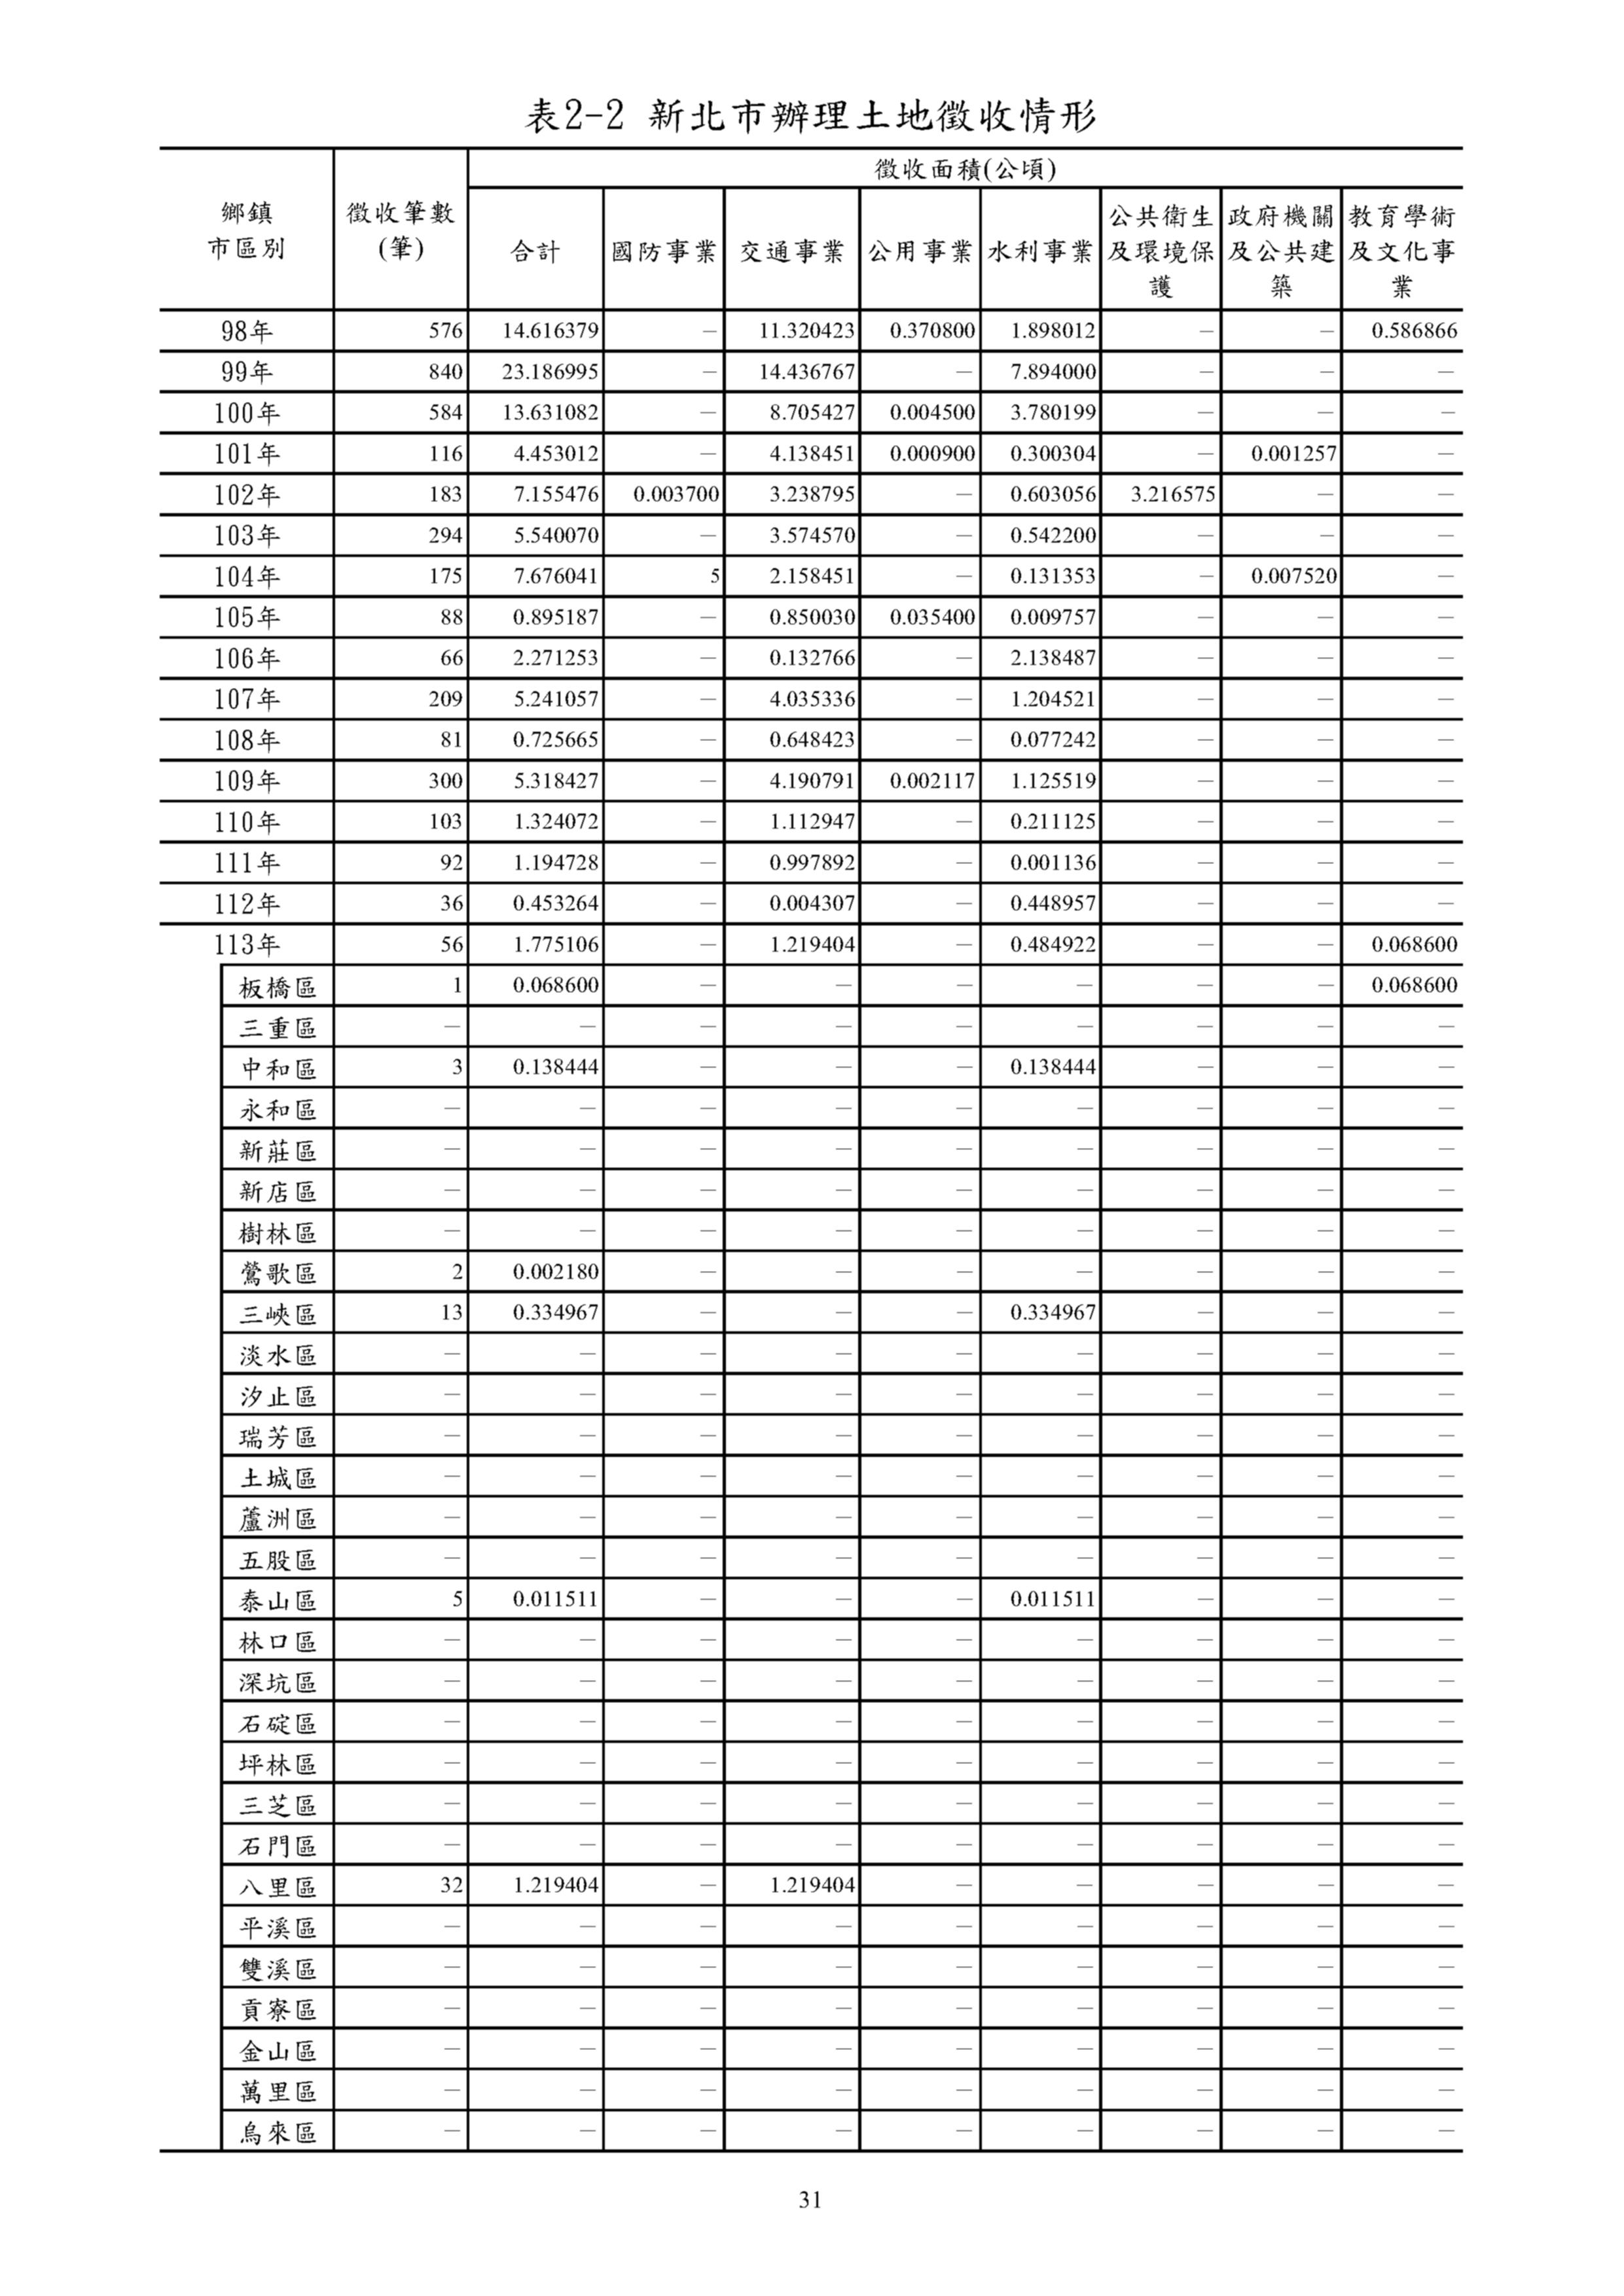 表2-2 新北市辦理土地徵收情形
鄉鎮市區別 徵收筆數(筆) 徵收面積(公頃)
合計 國防事業 交通事業 公用事業 水利事業 公共衛生及環境保護 政府機關及公共建築 教育學術及文化事業
98年 576 14.616379 － 11.320423 0.370800 1.898012 － － 0.586866
99年 840 23.186995 － 14.436767 － 7.894000 － － －
100年 584 13.631082 － 8.705427 0.004500 3.780199 － － －
101年 116 4.453012 － 4.138451 0.000900 0.300304 － 0.001257 －
102年 183 7.155476 0.003700 3.238795 － 0.603056 3.216575 － －
103年 294 5.540070 － 3.574570 － 0.542200 － － －
104年 175 7.676041 5 2.158451 － 0.131353 － 0.007520 －
105年 88 0.895187 － 0.850030 0.035400 0.009757 － － －
106年 66 2.271253 － 0.132766 － 2.138487 － － －
107年 209 5.241057 － 4.035336 － 1.204521 － － －
108年 81 0.725665 － 0.648423 － 0.077242 － － －
109年 300 5.318427 － 4.190791 0.002117 1.125519 － － －
110年 103 1.324072 － 1.112947 － 0.211125 － － －
111年 92 1.194728 － 0.997892 － 0.001136 － － －
112年 36 0.453264 － 0.004307 － 0.448957 － － －
113年 56 1.775106 － 1.219404 － 0.484922 － － 0.068600
板橋區 1 0.068600 － － － － － － 0.068600
三重區 － － － － － － － － －
中和區 3 0.138444 － － － 0.138444 － － －
永和區 － － － － － － － － －
新莊區 － － － － － － － － －
新店區 － － － － － － － － －
樹林區 － － － － － － － － －
鶯歌區 2 0.002180 － － － － － － －
三峽區 13 0.334967 － － － 0.334967 － － －
淡水區 － － － － － － － － －
汐止區 － － － － － － － － －
瑞芳區 － － － － － － － － －
土城區 － － － － － － － － －
蘆洲區 － － － － － － － － －
五股區 － － － － － － － － －
泰山區 5 0.011511 － － － 0.011511 － － －
林口區 － － － － － － － － －
深坑區 － － － － － － － － －
石碇區 － － － － － － － － －
坪林區 － － － － － － － － －
三芝區 － － － － － － － － －
石門區 － － － － － － － － －
八里區 32 1.219404 － 1.219404 － － － － －
平溪區 － － － － － － － － －
雙溪區 － － － － － － － － －
貢寮區 － － － － － － － － －
金山區 － － － － － － － － －
萬里區 － － － － － － － － －
烏來區 － － － － － － － － －
31